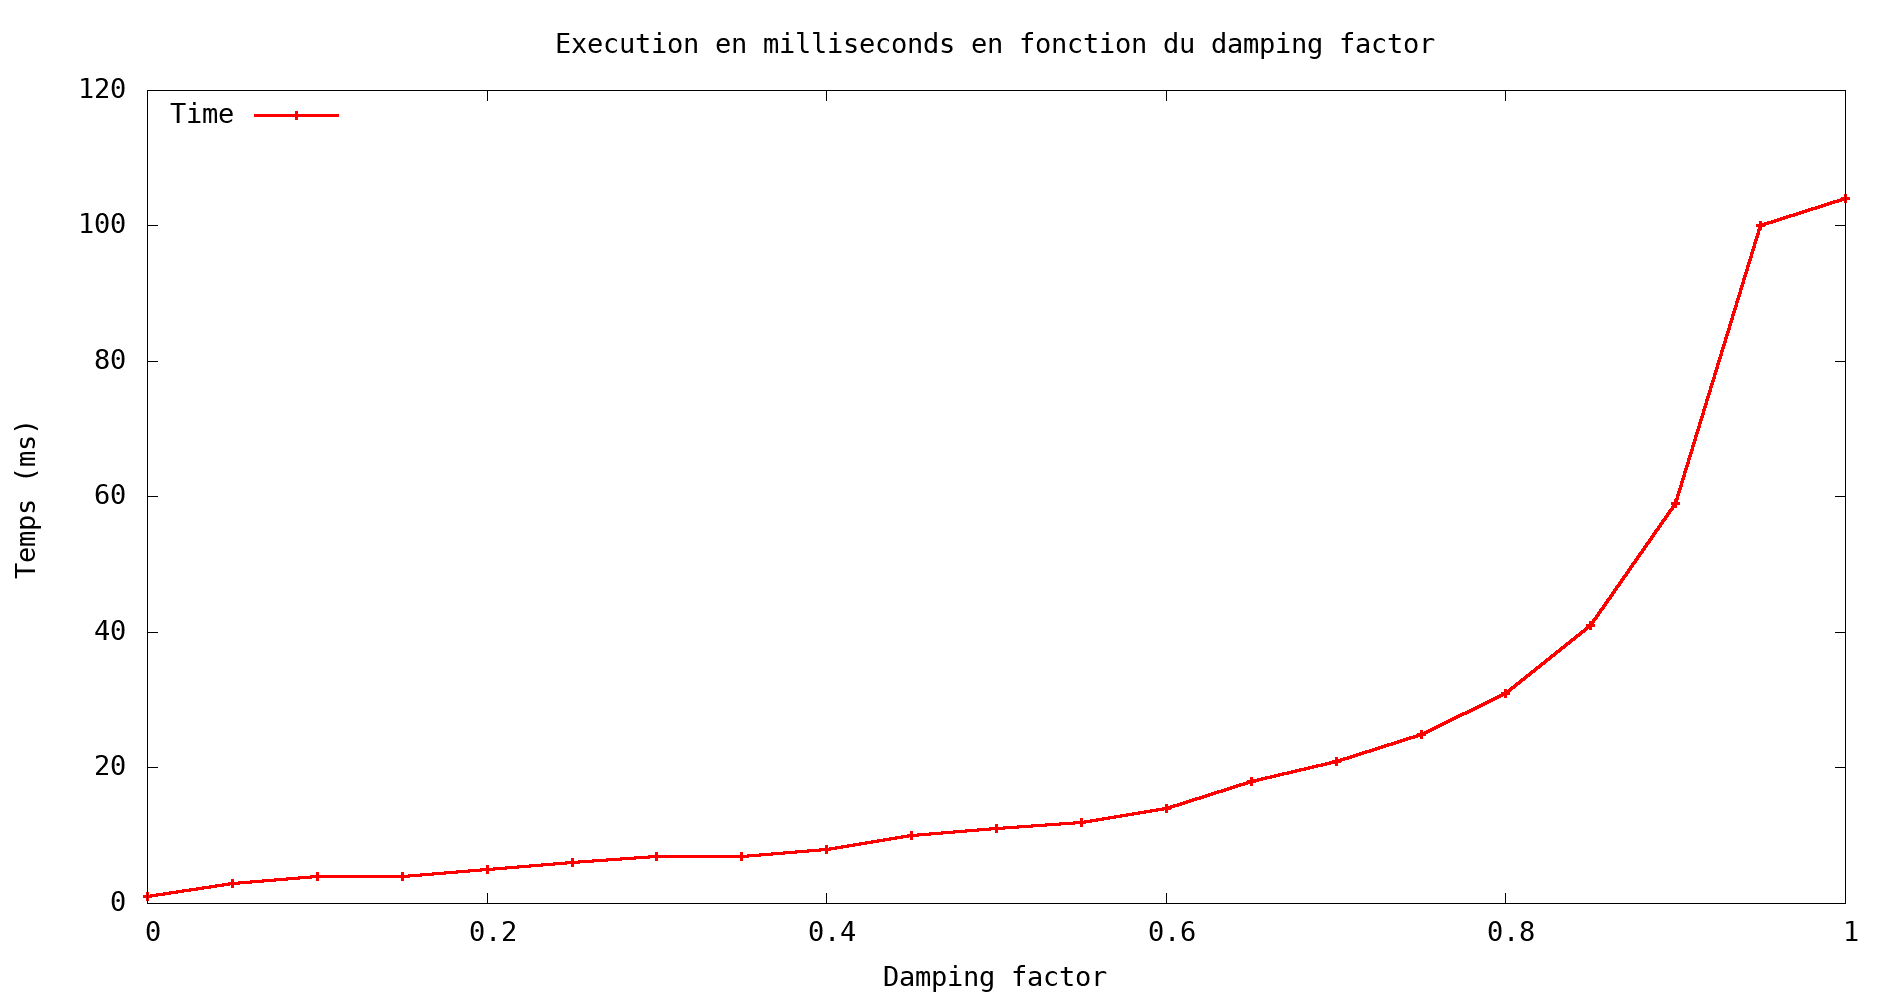 Execution en milliseconds en fonction du damping factor
120
Time
100
80
60
40
20
0
Temps (ms)
0 0.2 0.4 0.6 0.8 1
Damping factor